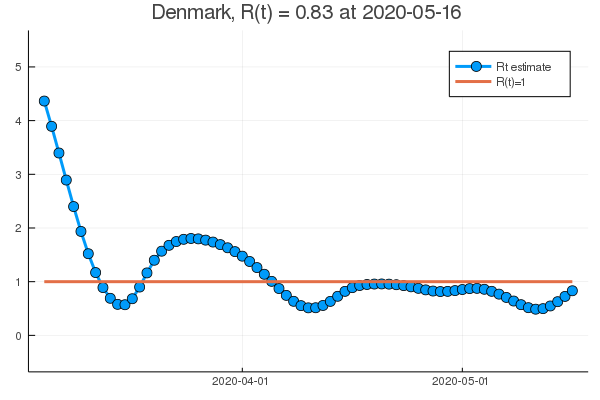 Denmark, R(t) = 0.83 at 2020-05-16
5
4
3
2
1
0
Rt estimate
R(t)=1
2020-04-01
2020-05-01